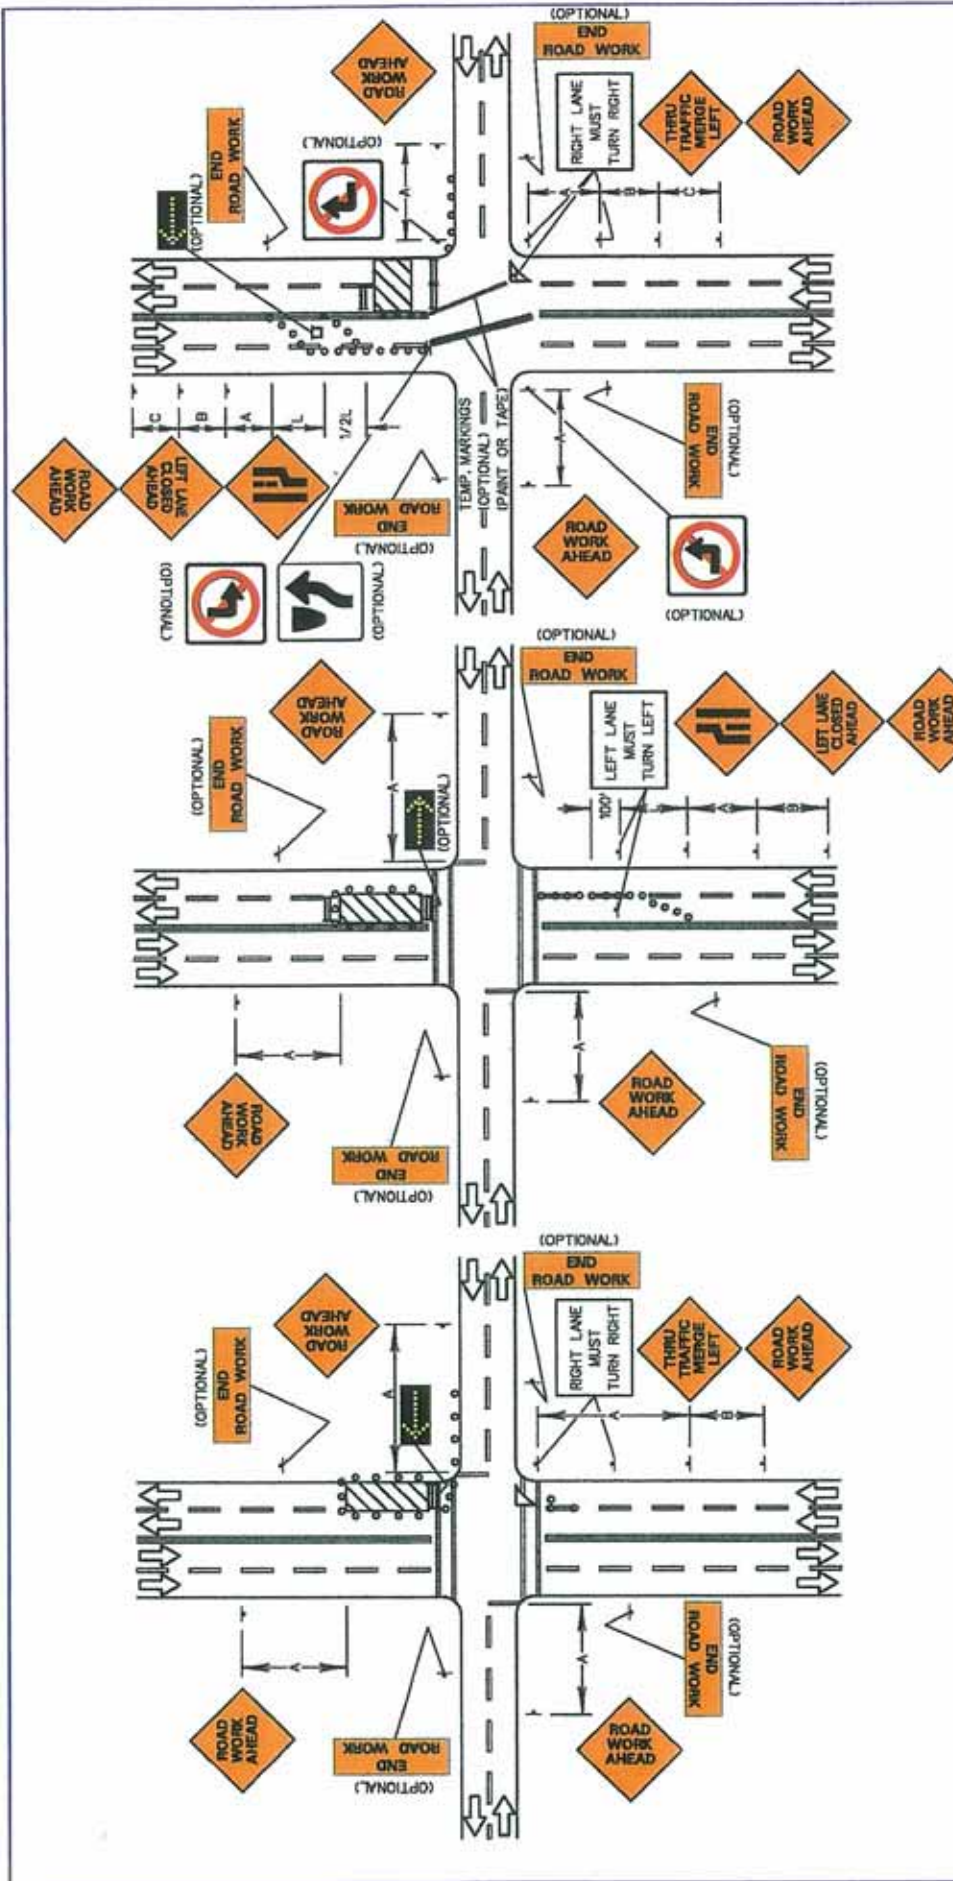 (OPTIONAL)
END
ROAD WORK
ROAD
WORK
AHEAD
(OPTIONAL)
END
ROAD WORK
(OPTIONAL)
(OPTIONAL)
A
RIGHT LANE
MUST
TURN RIGHT
THRU
TRAFFIC
MERGE
LEFT
ROAD
WORK
AHEAD
A
B
C
C
B
A
L
1/2L
ROAD
WORK
AHEAD
LEFT LANE
CLOSED
AHEAD
(OPTIONAL)
(OPTIONAL)
END
ROAD WORK
(OPTIONAL)
TEMP. MARKINGS
(OPTIONAL)
(PAINT OR TAPE)
A
ROAD
WORK
AHEAD
END
ROAD WORK
(OPTIONAL)
(OPTIONAL)
(OPTIONAL)
END
ROAD WORK
ROAD
WORK
AHEAD
A
(OPTIONAL)
(OPTIONAL)
END
ROAD WORK
LEFT LANE
MUST
TURN LEFT
100'
L
A
B
LEFT LANE
CLOSED
AHEAD
ROAD
WORK
AHEAD
A
ROAD
WORK
AHEAD
END
ROAD WORK
(OPTIONAL)
A
ROAD
WORK
AHEAD
END
ROAD WORK
(OPTIONAL)
(OPTIONAL)
END
ROAD WORK
ROAD
WORK
AHEAD
A
(OPTIONAL)
END
ROAD WORK
RIGHT LANE
MUST
TURN RIGHT
THRU
TRAFFIC
MERGE
LEFT
ROAD
WORK
AHEAD
A
B
A
ROAD
WORK
AHEAD
END
ROAD WORK
(OPTIONAL)
A
ROAD
WORK
AHEAD
END
ROAD WORK
(OPTIONAL)